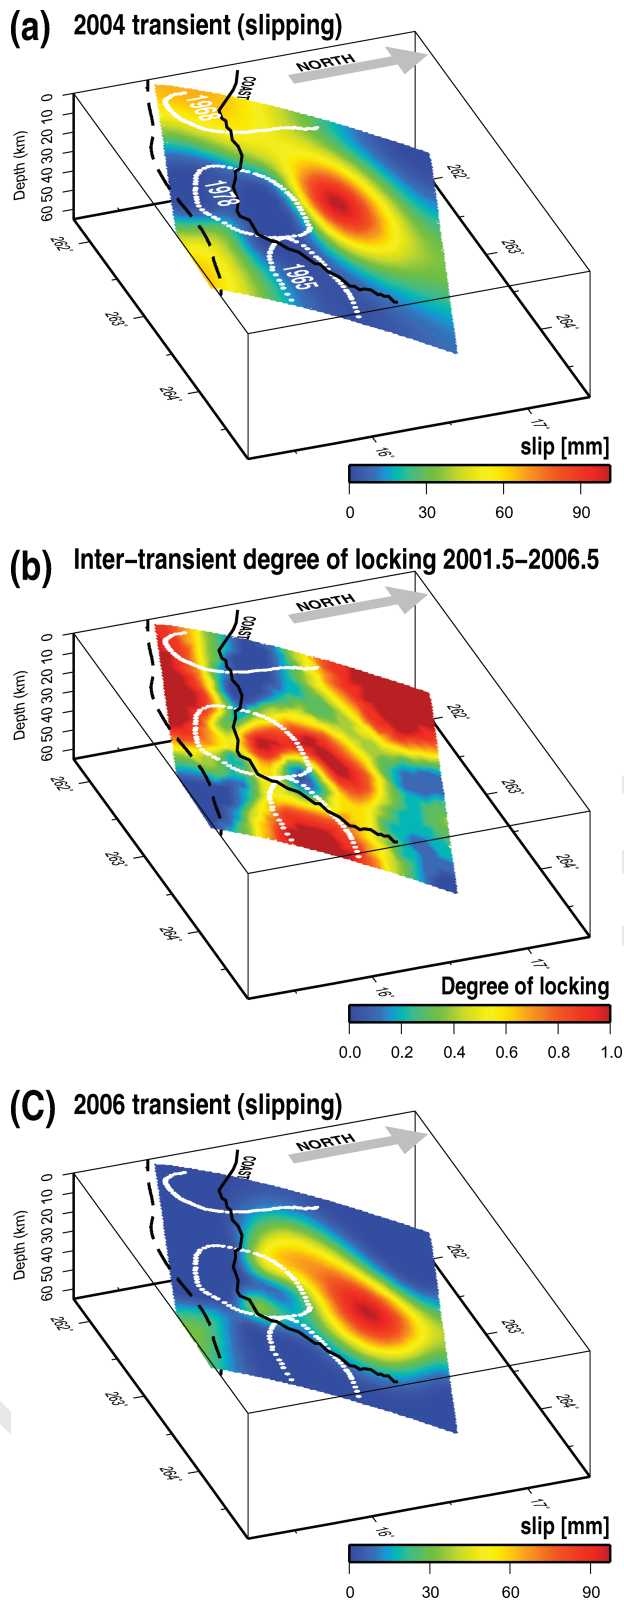 (a) 2004 transient (slipping)
NORTH
COAST
0
10
20
30
40
50
60
Depth (km)
1968
1978
1965
262°
263°
264°
262°
263°
264°
16°
17°
slip [mm]
0 30 60 90
(b) Inter-transient degree of locking 2001.5-2006.5
NORTH
COAST
0
10
20
30
40
50
60
Depth (km)
262°
263°
264°
262°
263°
264°
16°
17°
Degree of locking
0.0 0.2 0.4 0.6 0.8 1.0
(C) 2006 transient (slipping)
NORTH
COAST
0
10
20
30
40
50
60
Depth (km)
262°
263°
264°
262°
263°
264°
16°
17°
slip [mm]
0 30 60 90